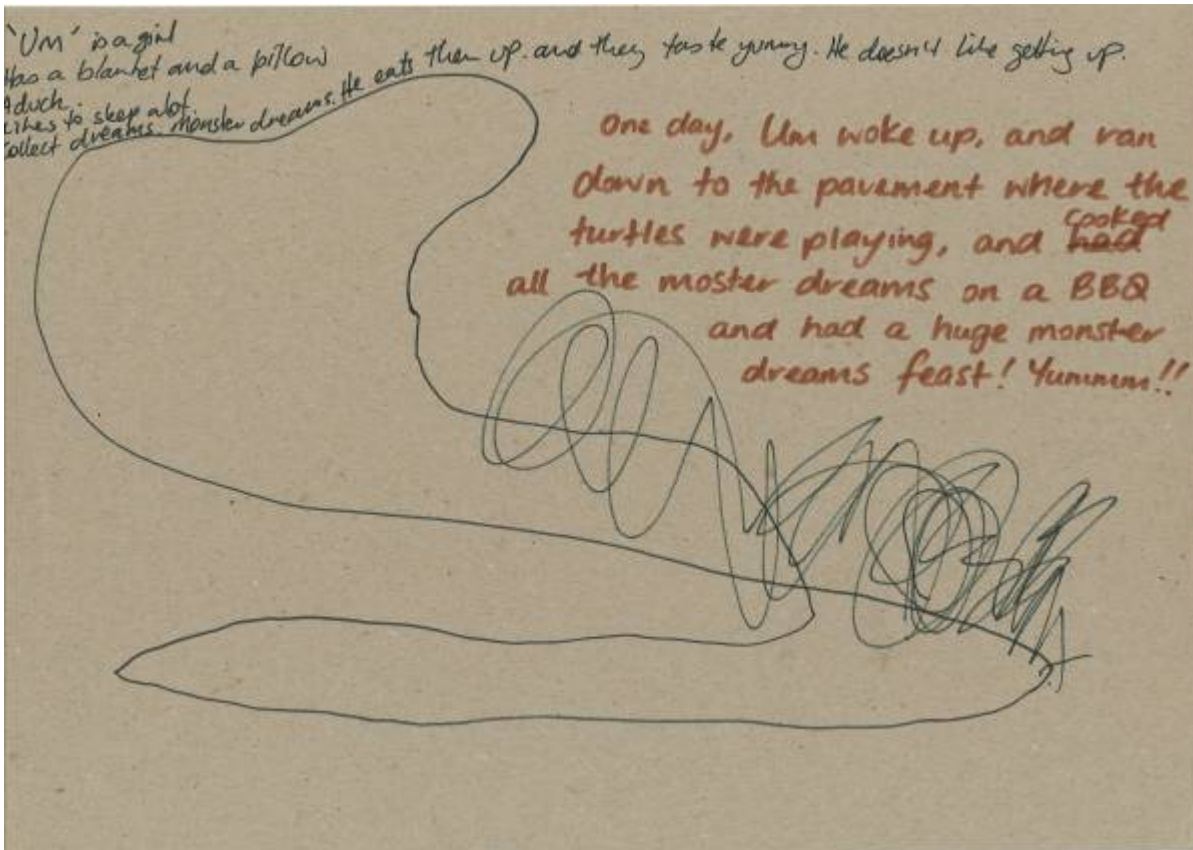 'UM' is a girl
Has a blanket and a pillow
A duck.
Likes to sleep alot.
Collect dreams. monster dreams. He eats them up. and they taste yummy. He doesn't like getting up.
One day, Um woke up, and ran
down to the pavement where the
turtles were playing, and had cooked
all the moster dreams on a BBQ
and had a huge monster
dreams feast! Yummm!!